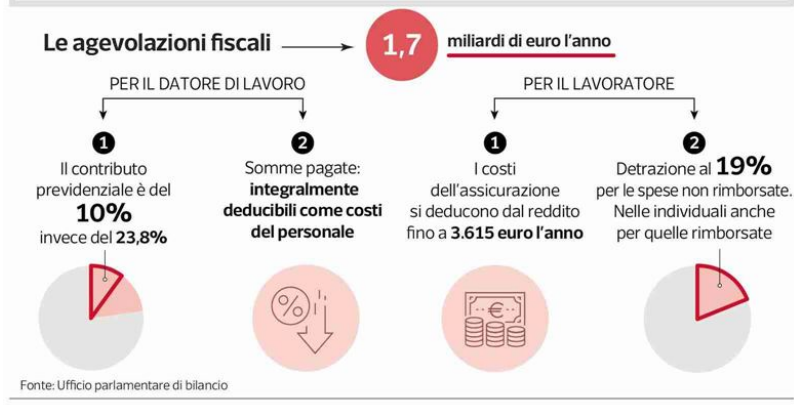 Le agevolazioni fiscali
1,7
miliardi di euro l'anno
PER IL DATORE DI LAVORO
1
Il contributo
previdenziale è del
10%
invece del 23,8%
2
Somme pagate:
integralmente
deducibili come costi
del personale
%
PER IL LAVORATORE
1
I costi
dell'assicurazione
si deducono dal reddito
fino a 3.615 euro l'anno
€
2
Detrazione al 19%
per le spese non rimborsate.
Nelle individuali anche
per quelle rimborsate
Fonte: Ufficio parlamentare di bilancio